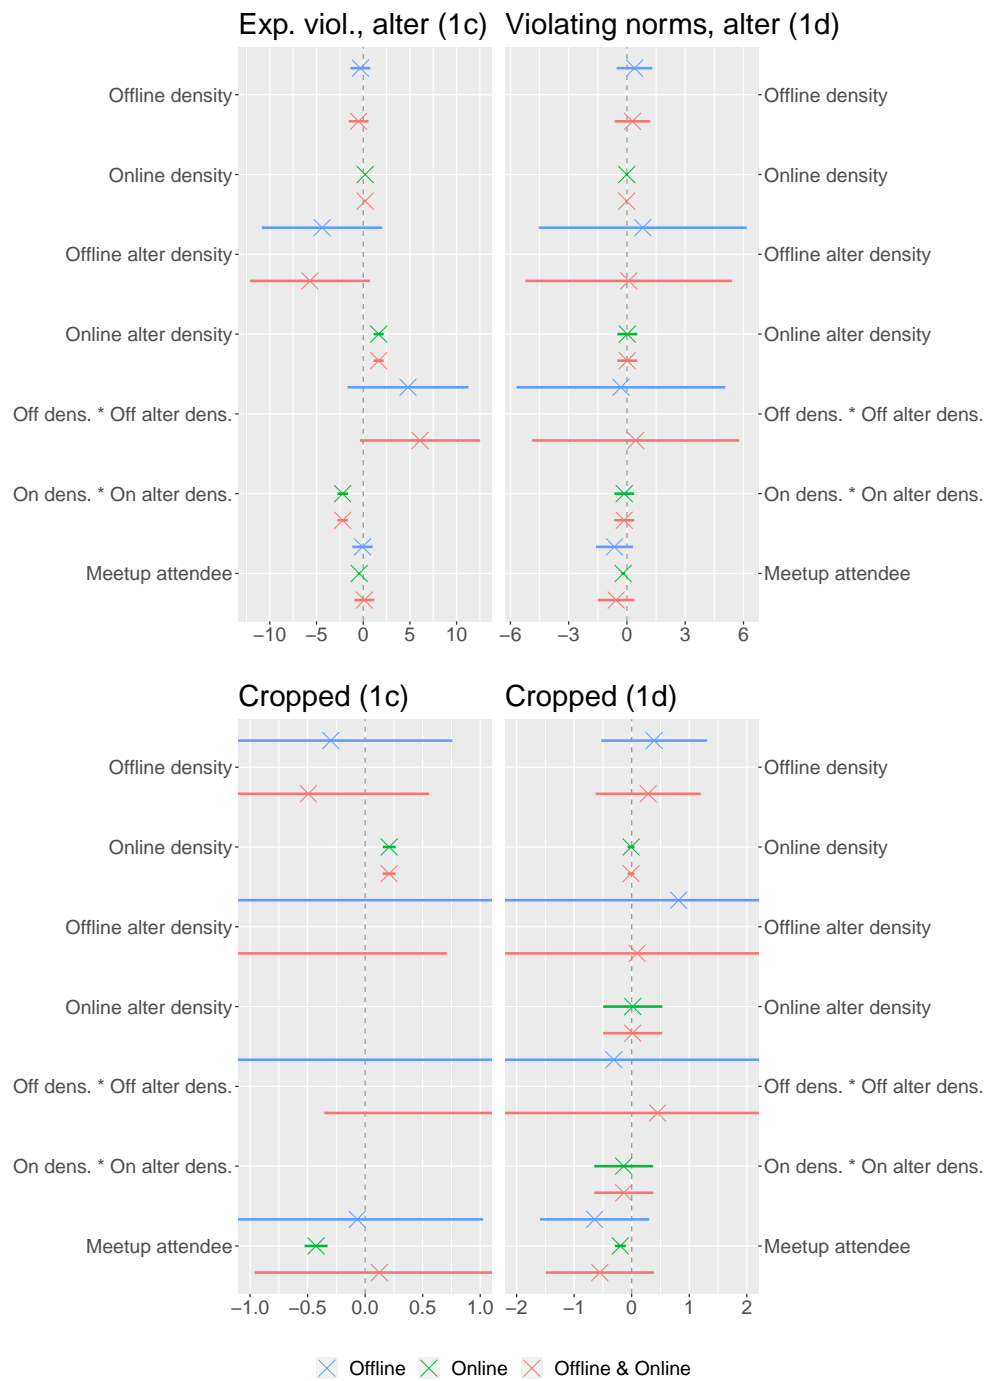 Exp. viol., alter (1c) Violating norms, alter (1d)
Offline density Offline density
Online density Online density
Offline alter density Offline alter density
Online alter density Online alter density
Off dens. * Off alter dens. Off dens. * Off alter dens.
On dens. * On alter dens. On dens. * On alter dens.
Meetup attendee Meetup attendee
−10 −5 0 5 10 −6 −3 0 3 6
Cropped (1c) Cropped (1d)
Offline density Offline density
Online density Online density
Offline alter density Offline alter density
Online alter density Online alter density
Off dens. * Off alter dens. Off dens. * Off alter dens.
On dens. * On alter dens. On dens. * On alter dens.
Meetup attendee Meetup attendee
−1.0 −0.5 0.0 0.5 1.0 −2 −1 0 1 2
Offline Online Offline & Online